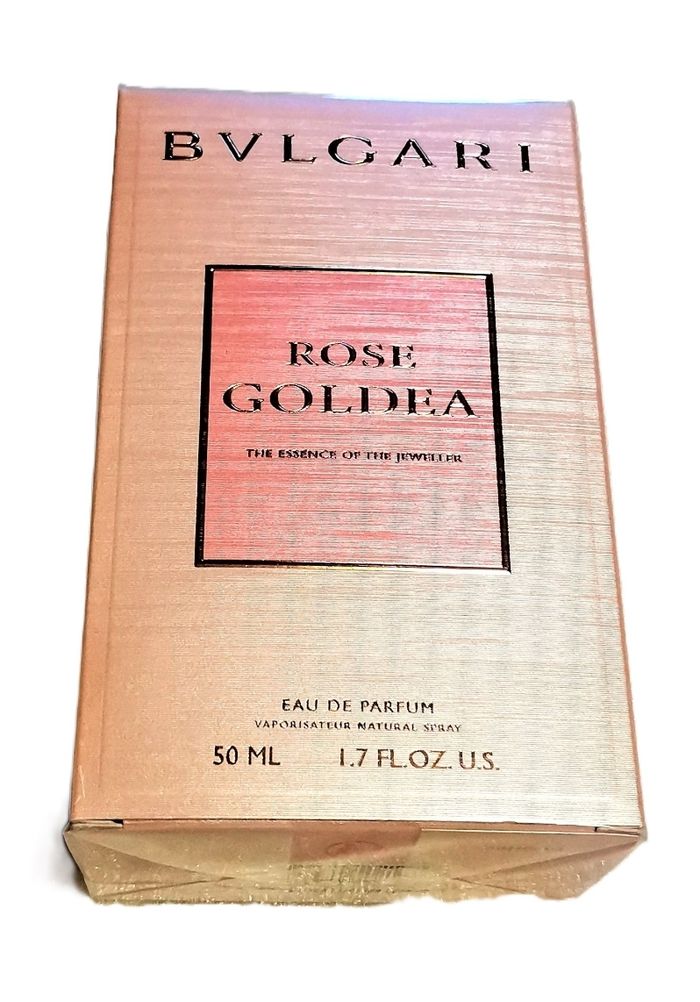 BVLGARI
ROSE
GOLDEA
THE ESSENCE OF THE JEWELLER
EAU DE PARFUM
VAPORISATEUR NATURAL SPRAY
50 ML 1.7 FL.OZ. U.S.